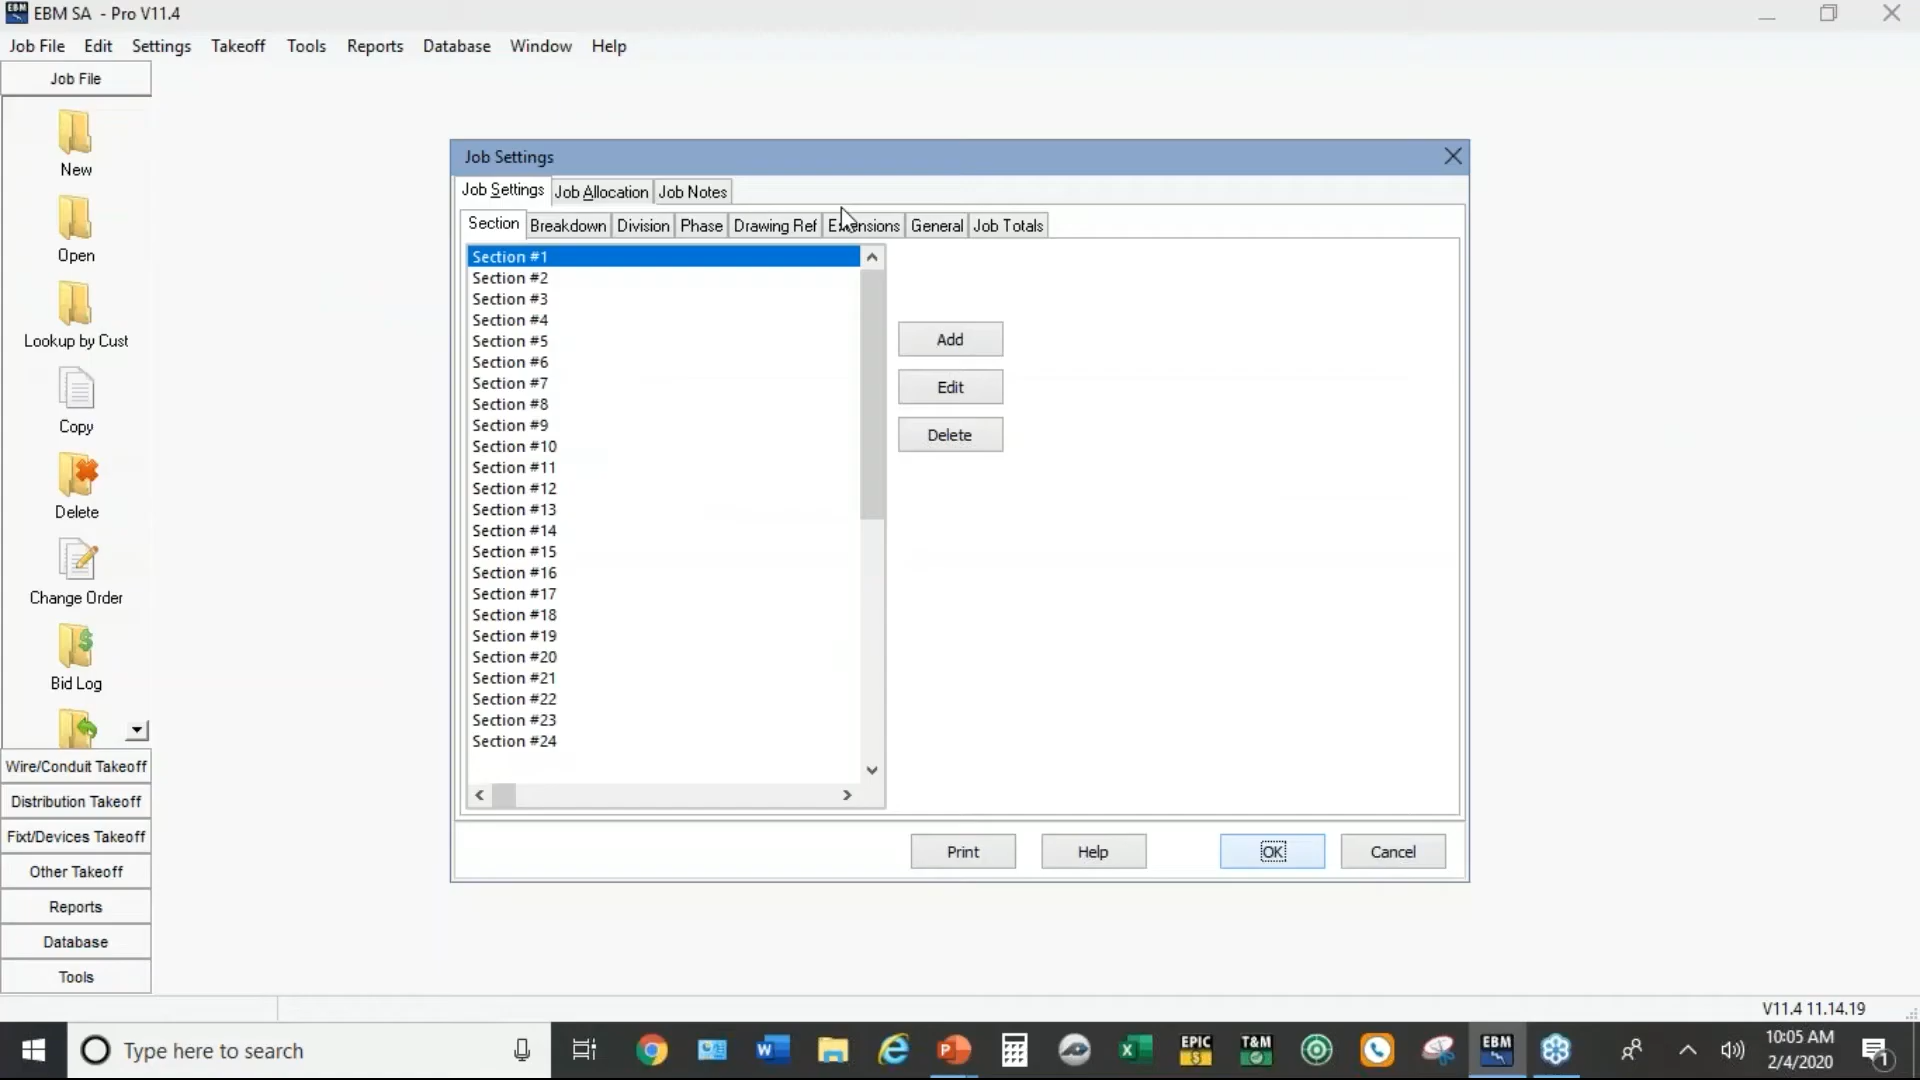 EBM SA - Pro V11.4
Job File Edit Settings Takeoff Tools Reports Database Window Help
Job File
New
Open
Lookup by Cust
Copy
Delete
Change Order
Bid Log
Wire/Conduit Takeoff
Distribution Takeoff
Fixt/Devices Takeoff
Other Takeoff
Reports
Database
Tools
Job Settings
Job Settings Job Allocation Job Notes
Section Breakdown Division Phase Drawing Ref Extensions General Job Totals
Section #1
Section #2
Section #3
Section #4
Section #5
Section #6
Section #7
Section #8
Section #9
Section #10
Section #11
Section #12
Section #13
Section #14
Section #15
Section #16
Section #17
Section #18
Section #19
Section #20
Section #21
Section #22
Section #23
Section #24
Add
Edit
Delete
Print Help OK Cancel
V11.4 11.14.19
Type here to search
EPIC
T&M
EBM
10:05 AM
2/4/2020
1